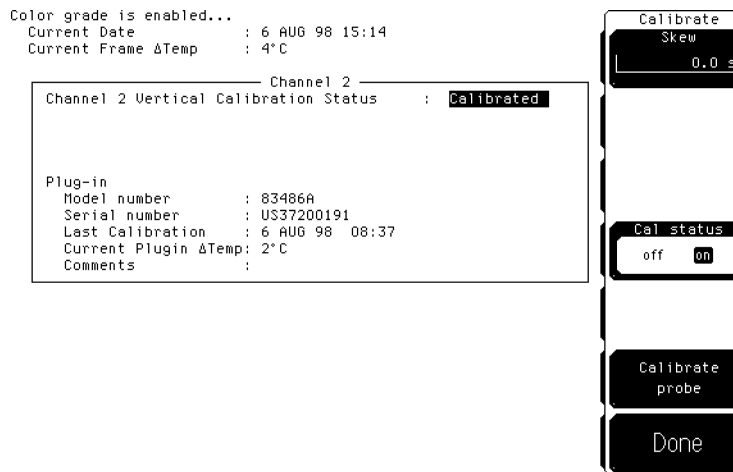 Color grade is enabled...
Current Date : 6 AUG 98 15:14
Current Frame ΔTemp : 4°C
Channel 2
Channel 2 Vertical Calibration Status : Calibrated
Plug-in
Model number : 83486A
Serial number : US37200191
Last Calibration : 6 AUG 98 08:37
Current Plugin ΔTemp: 2°C
Comments :
Calibrate
Skew
0.0 s
Cal status
off on
Calibrate
probe
Done